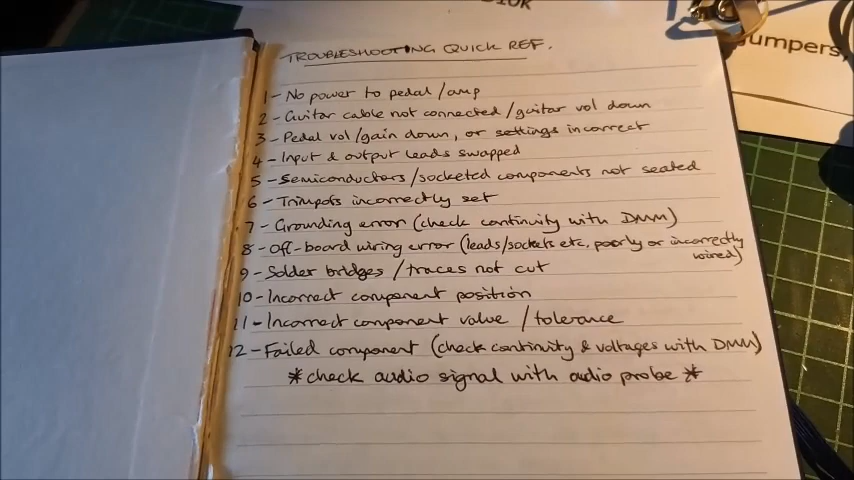 10K
Jumpers,
TROUBLESHOOTING QUICK REF.
1 - No power to pedal/amp
2 - Guitar cable not connected/guitar vol down
3 - Pedal vol/gain down, or settings incorrect
4 - Input & output leads swapped
5 - Semiconductors/socketed components not seated
6 - Trimpots incorrectly set
7 - Grounding error (check continuity with DMM)
8 - Off-board wiring error (leads/sockets etc, poorly or incorrectly
wired)
9 - Solder bridges/traces not cut
10 - Incorrect component position
11 - Incorrect component value/tolerance
12 - Failed component (check continuity & voltages with DMM)
*check audio signal with audio probe*